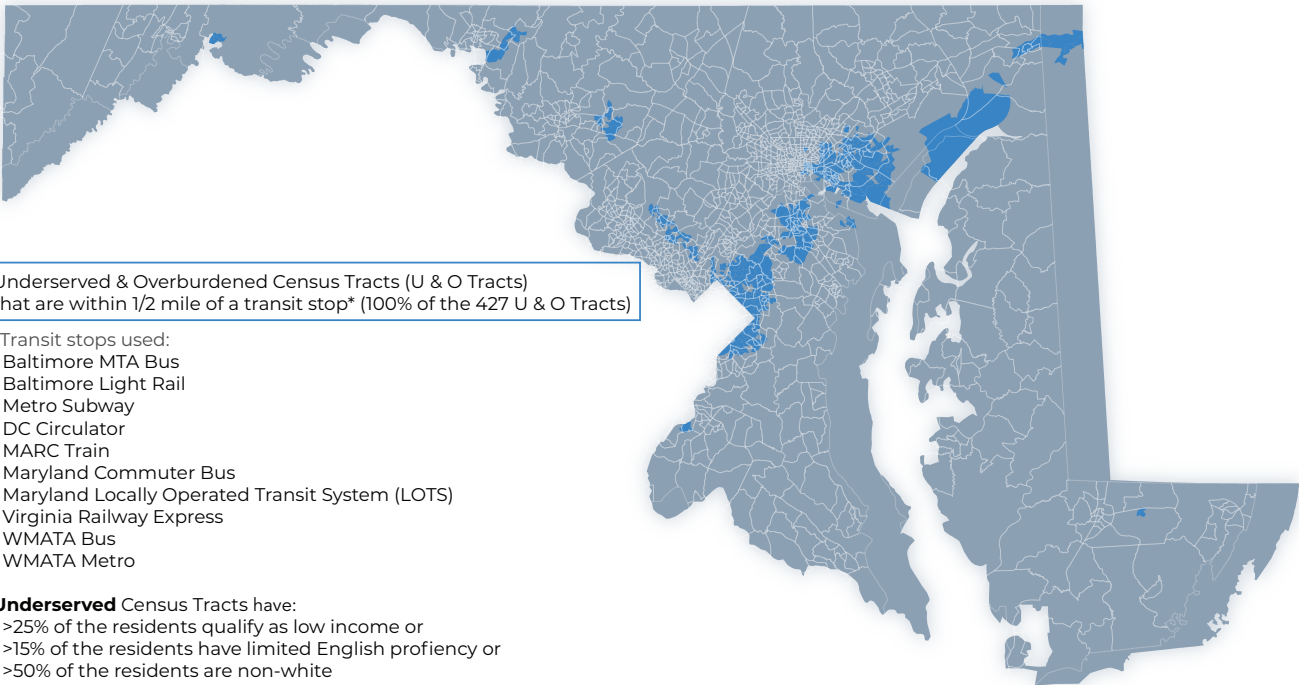 Underserved & Overburdened Census Tracts (U & O Tracts)
hat are within 1/2 mile of a transit stop* (100% of the 427 U & O Tracts)
Transit stops used:
Baltimore MTA Bus
Baltimore Light Rail
Metro Subway
DC Circulator
MARC Train
Maryland Commuter Bus
Maryland Locally Operated Transit System (LOTS)
Virginia Railway Express
WMATA Bus
WMATA Metro
Underserved Census Tracts have:
>25% of the residents qualify as low income or
>15% of the residents have limited English profiency or
>50% of the residents are non-white